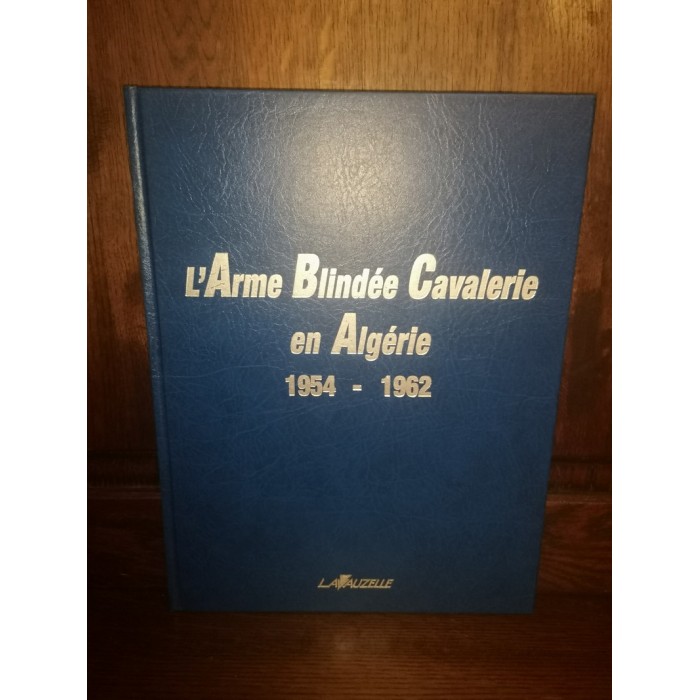 L'Arme Blindée Cavalerie
en Algérie
1954 - 1962
LAVAUZELLE